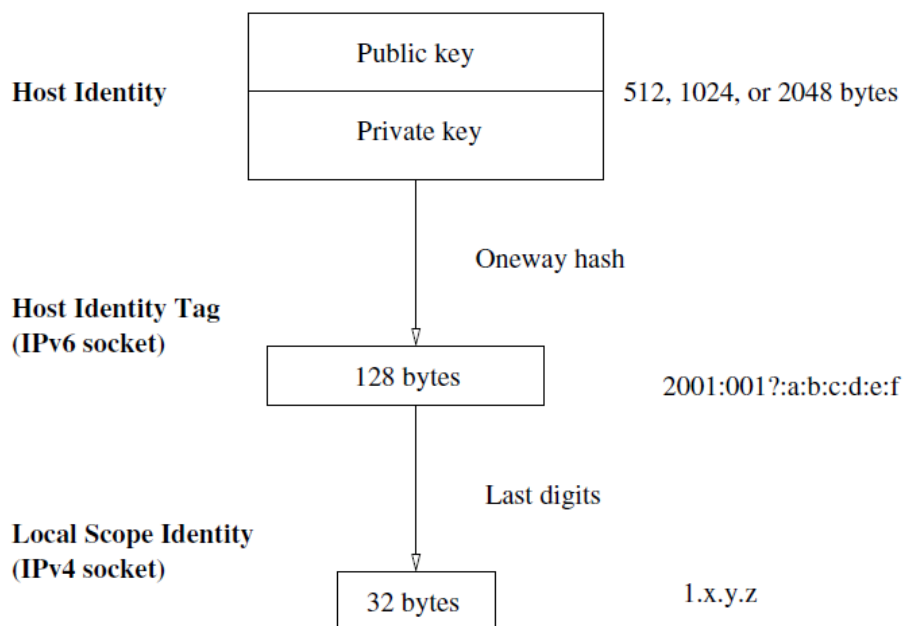 Public key
Host Identity
512, 1024, or 2048 bytes
Private key
Oneway hash
Host Identity Tag
(IPv6 socket)
128 bytes
2001:001?:a:b:c:d:e:f
Last digits
Local Scope Identity
(IPv4 socket)
32 bytes
1.x.y.z